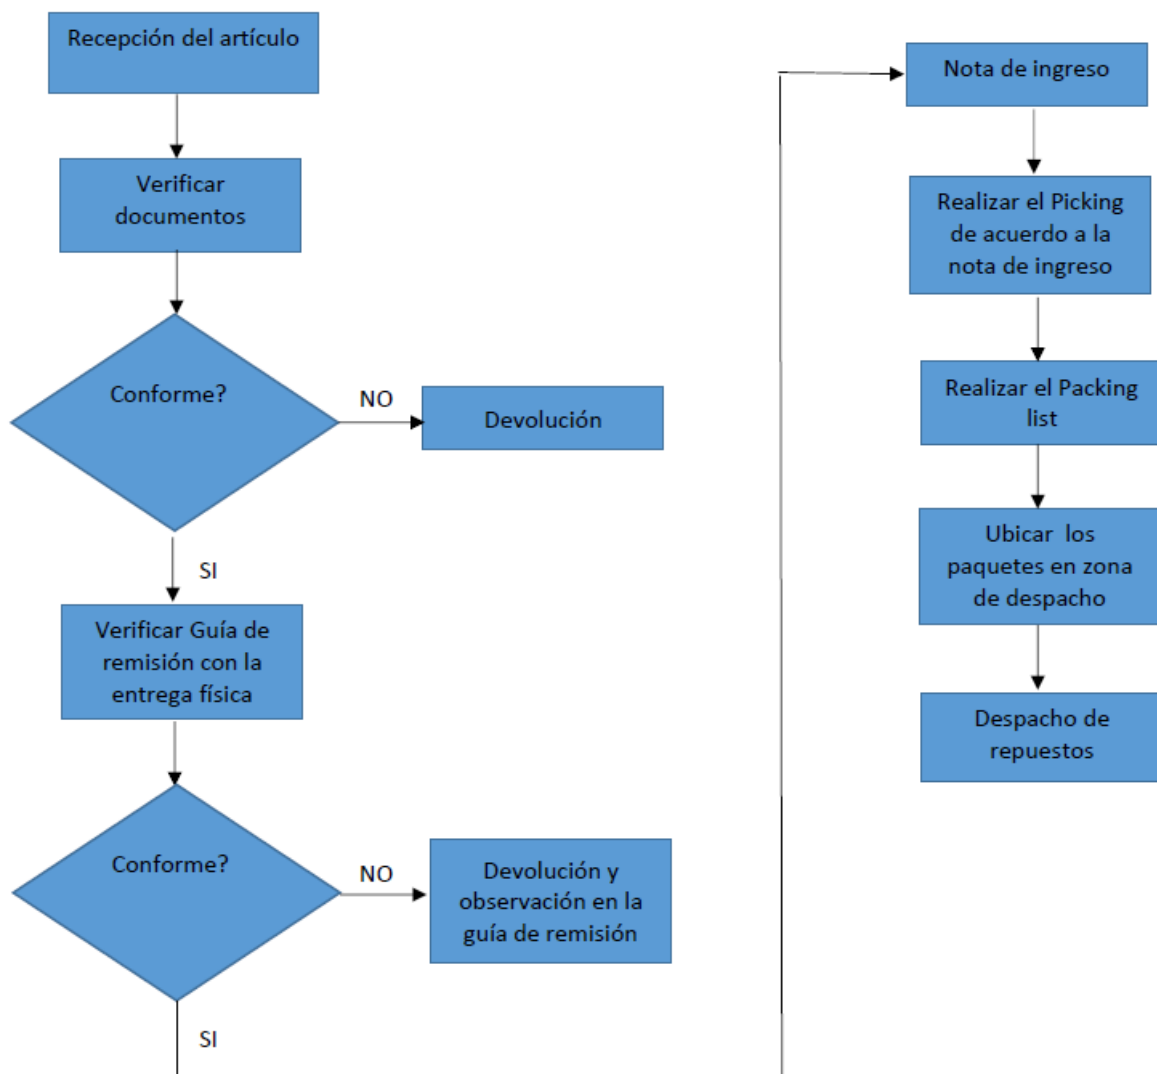 Recepción del artículo
Verificar
documentos
Conforme?
NO
Devolución
SI
Verificar Guía de
remisión con la
entrega física
Conforme?
NO
Devolución y
observación en la
guía de remisión
SI
Nota de ingreso
Realizar el Picking
de acuerdo a la
nota de ingreso
Realizar el Packing
list
Ubicar los
paquetes en zona
de despacho
Despacho de
repuestos